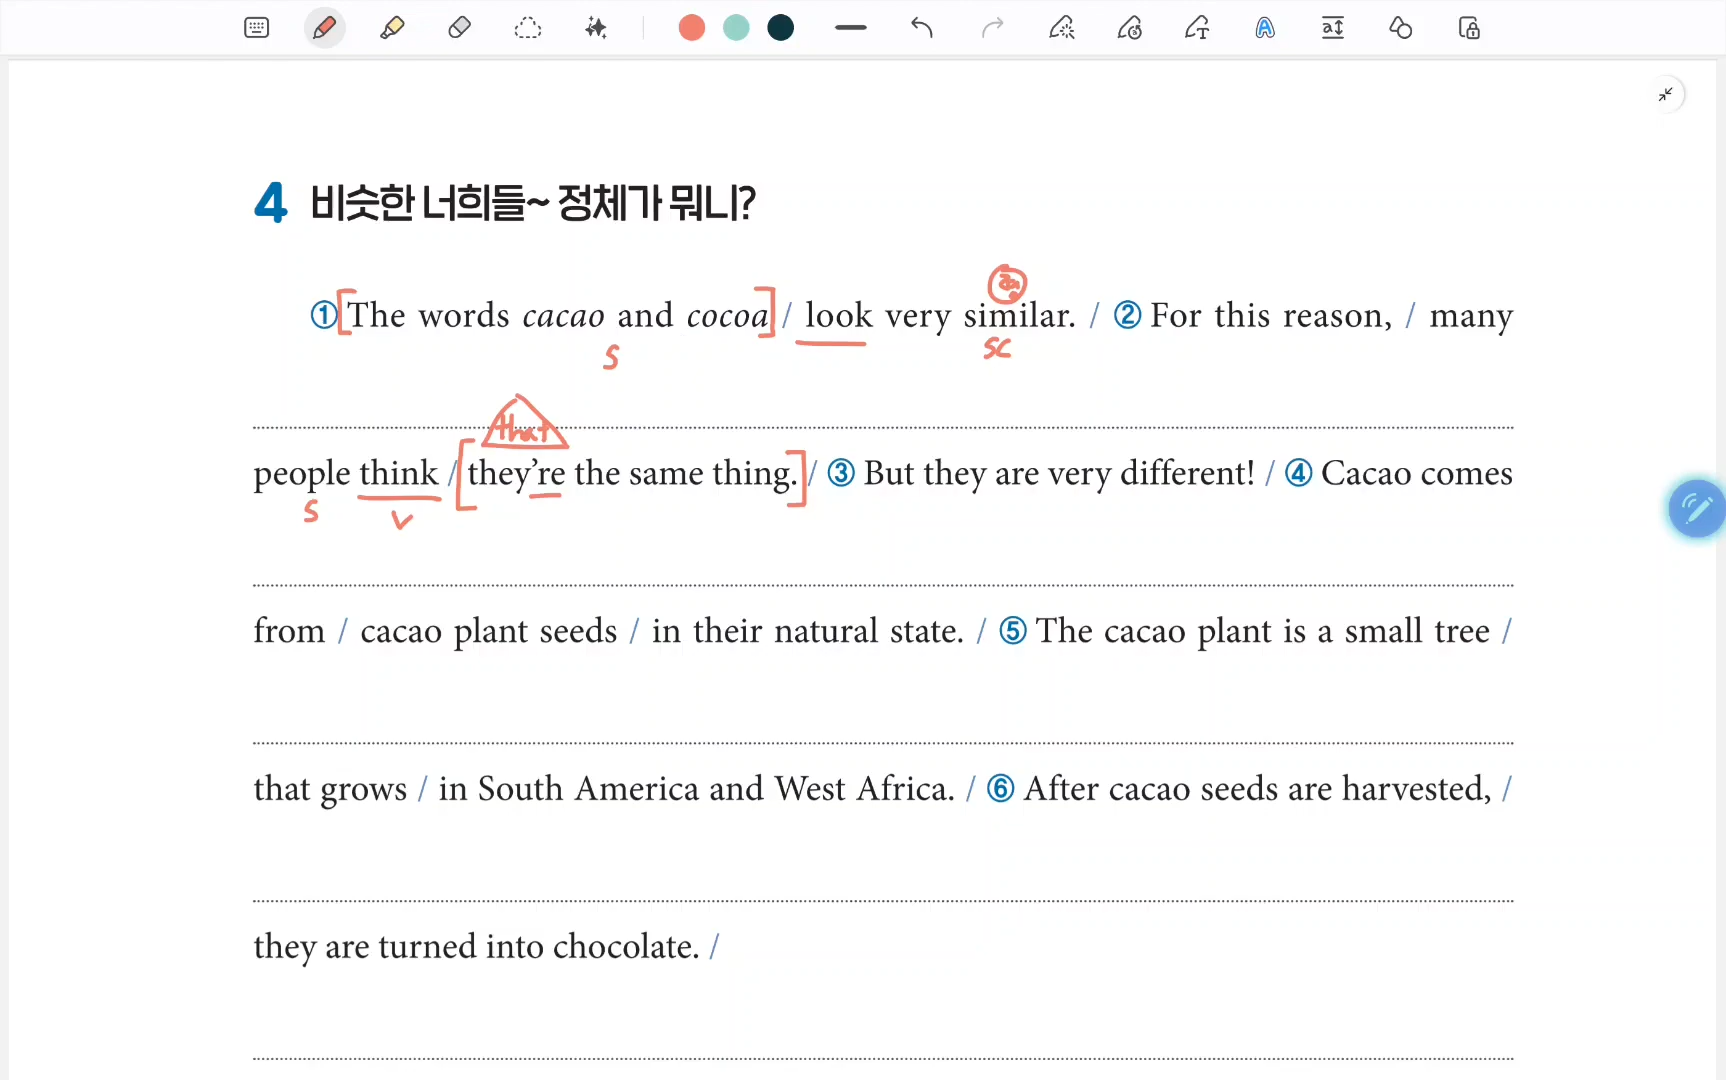 4 비슷한 너희들~ 정체가 뭐니?
① [The words cacao and cocoa] / look very similar. / ② For this reason, / many
S SC
that
people think / [they're the same thing.] / ③ But they are very different! / ④ Cacao comes
S V
from / cacao plant seeds / in their natural state. / ⑤ The cacao plant is a small tree /
that grows / in South America and West Africa. / ⑥ After cacao seeds are harvested, /
they are turned into chocolate. /